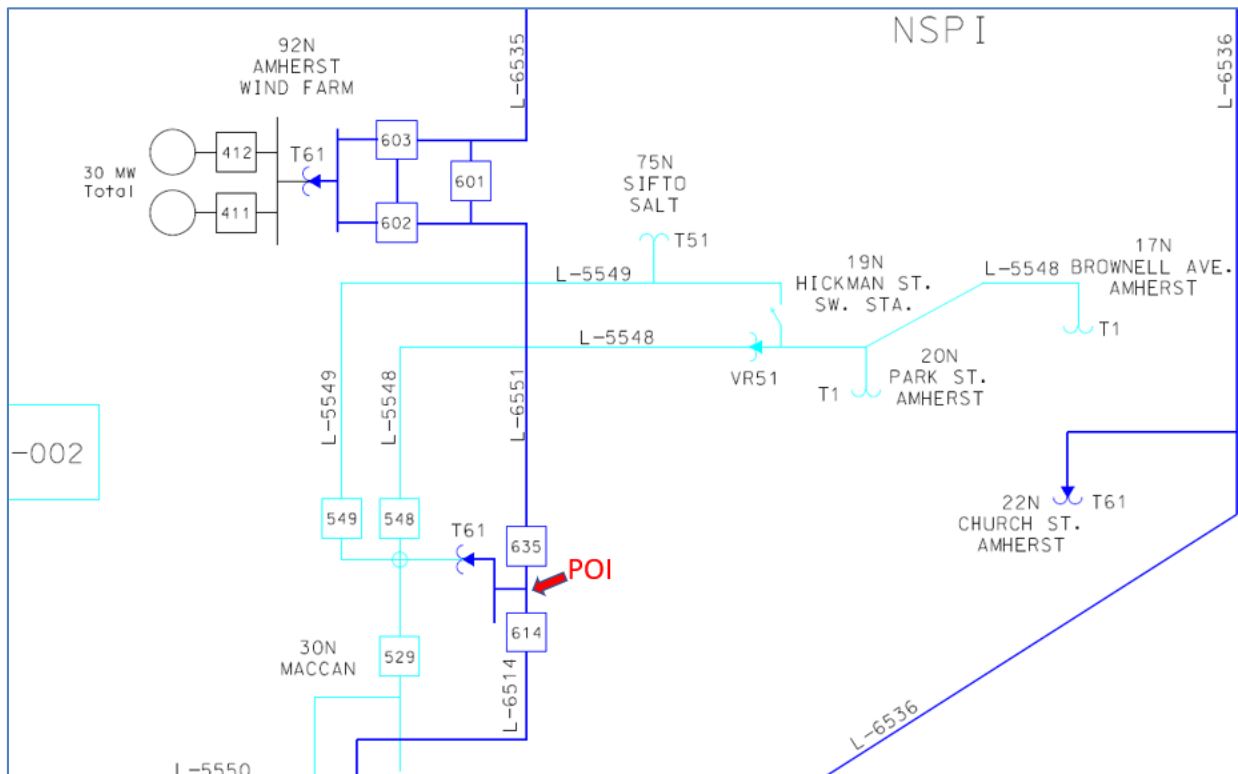 NSPI
L-6535
L-6536
92N
AMHERST
WIND FARM
603
412
T61
601
30 MW
Total
411
602
75N
SIFTO
SALT
T51
L-5549
19N
HICKMAN ST.
SW. STA.
17N
L-5548
BROWNELL AVE.
AMHERST
T1
L-5548
VR51
20N
PARK ST.
AMHERST
T1
L-5549
L-5548
L-6551
-002
549
548
T61
635
POI
614
22N
CHURCH ST.
AMHERST
T61
30N
MACCAN
529
L-6514
L-6536
L-5550